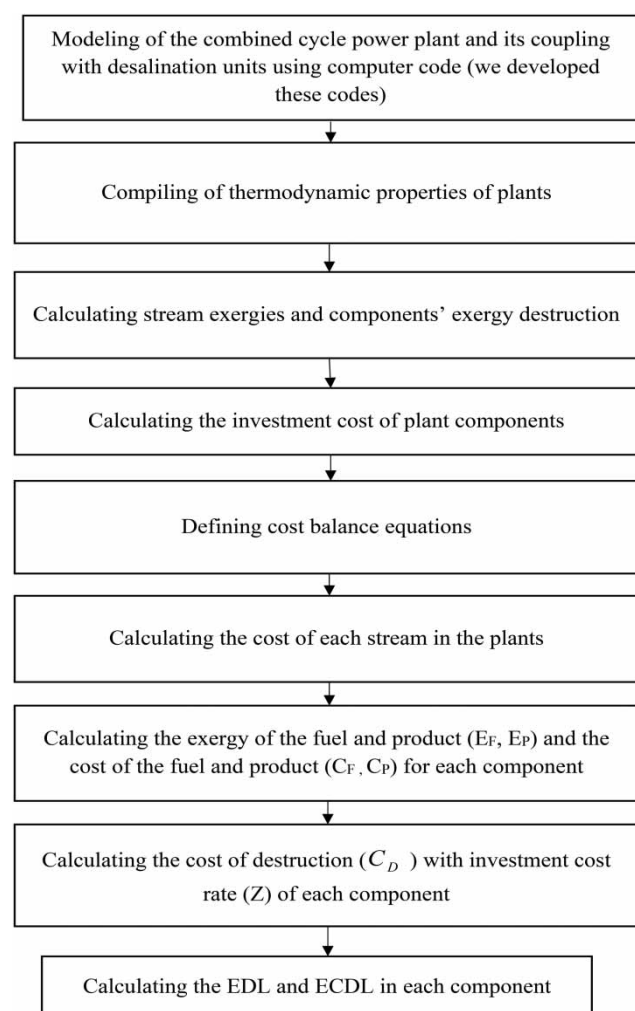 Modeling of the combined cycle power plant and its coupling
with desalination units using computer code (we developed
these codes)
Compiling of thermodynamic properties of plants
Calculating stream exergies and components’ exergy destruction
Calculating the investment cost of plant components
Defining cost balance equations
Calculating the cost of each stream in the plants
Calculating the exergy of the fuel and product (EF, EP) and the
cost of the fuel and product (CF , CP) for each component
Calculating the cost of destruction (C_D ) with investment cost
rate (Z) of each component
Calculating the EDL and ECDL in each component